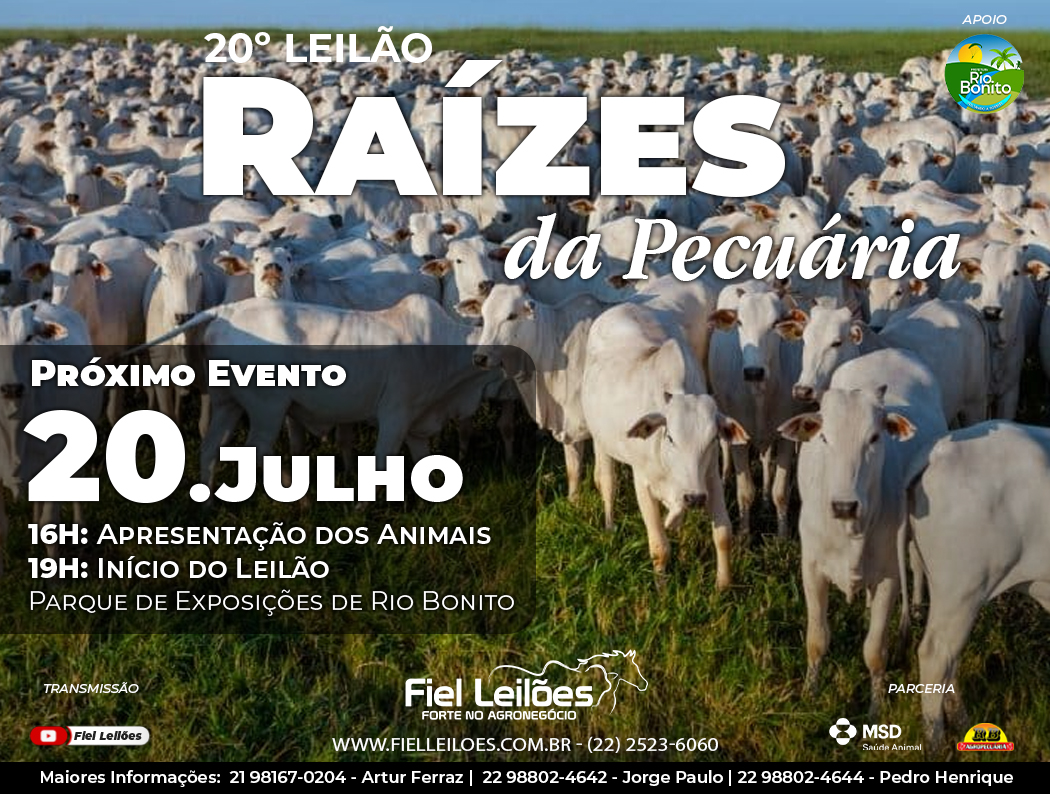 APOIO
20º LEILÃO
Rio
Bonito
RAÍZES
da Pecuária
PRÓXIMO EVENTO
20.JULHO
16H: APRESENTAÇÃO DOS ANIMAIS
19H: INÍCIO DO LEILÃO
PARQUE DE EXPOSIÇÕES DE RIO BONITO
TRANSMISSÃO
Fiel Leilões
Fiel Leilões
FORTE NO AGRONEGÓCIO
PARCERIA
MSD
Saúde Animal
AGROPECUÁRIA
WWW.FIELLEILOES.COM.BR - (22) 2523-6060
Maiores Informações: 21 98167-0204 - Artur Ferraz | 22 98802-4642 - Jorge Paulo | 22 98802-4644 - Pedro Henrique